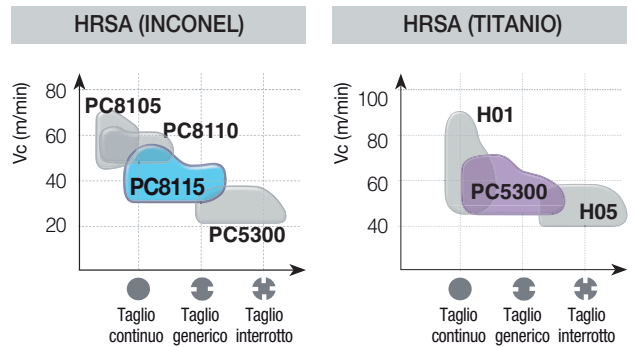 HRSA (INCONEL)
Vc (m/min)
80
60
40
20
PC8105
PC8110
PC8115
PC5300
Taglio continuo
Taglio generico
Taglio interrotto
HRSA (TITANIO)
Vc (m/min)
100
80
60
40
H01
PC5300
H05
Taglio continuo
Taglio generico
Taglio interrotto